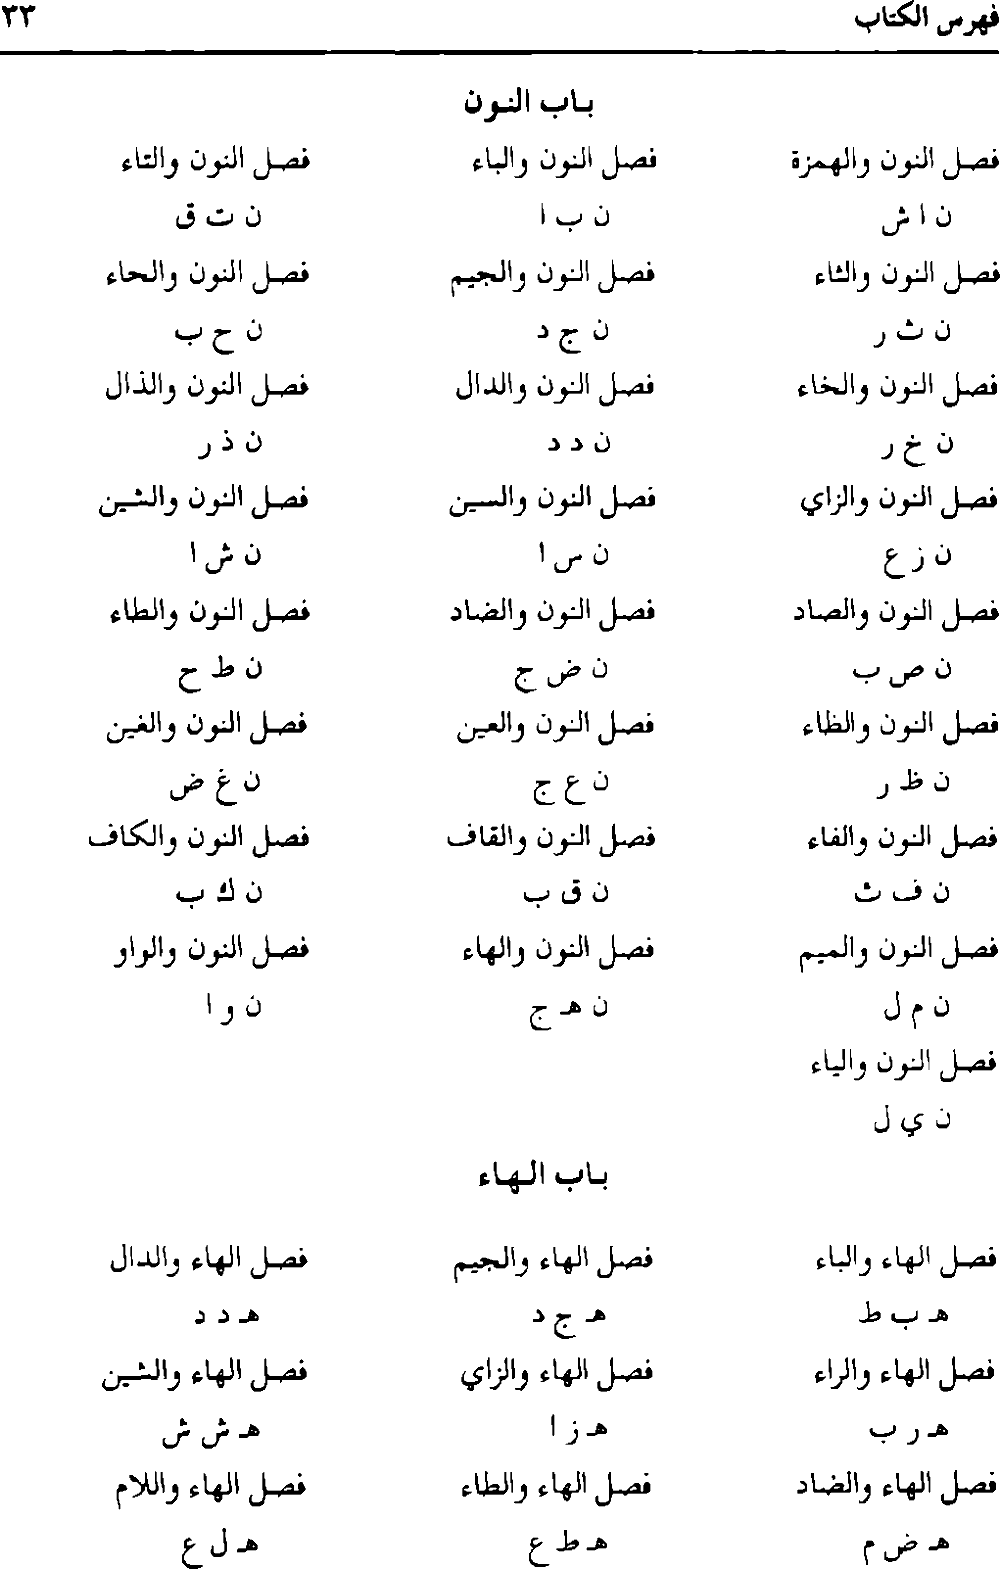 فهرس الكتاب ٣٣
باب النون
فصل النون والهمزة فصل النون والباء فصل النون والتاء
ن ا ش ن ب ا ن ت ق
فصل النون والثاء فصل النون والجيم فصل النون والحاء
ن ث ر ن ج د ن ح ب
فصل النون والخاء فصل النون والدال فصل النون والذال
ن خ ر ن د د ن ذ ر
فصل النون والزاي فصل النون والسين فصل النون والشين
ن ز ع ن س ا ن ش ا
فصل النون والصاد فصل النون والضاد فصل النون والطاء
ن ص ب ن ض ج ن ط ح
فصل النون والظاء فصل النون والعين فصل النون والغين
ن ظ ر ن ع ج ن غ ض
فصل النون والفاء فصل النون والقاف فصل النون والكاف
ن ف ث ن ق ب ن ك ب
فصل النون والميم فصل النون والهاء فصل النون والواو
ن م ل ن هـ ج ن و ا
فصل النون والياء
ن ي ل
باب الهاء
فصل الهاء والباء فصل الهاء والجيم فصل الهاء والدال
هـ ب ط هـ ج د هـ د د
فصل الهاء والراء فصل الهاء والزاي فصل الهاء والشين
هـ ر ب هـ ز ا هـ ش ش
فصل الهاء والضاد فصل الهاء والطاء فصل الهاء واللام
هـ ض م هـ ط ع هـ ل ع